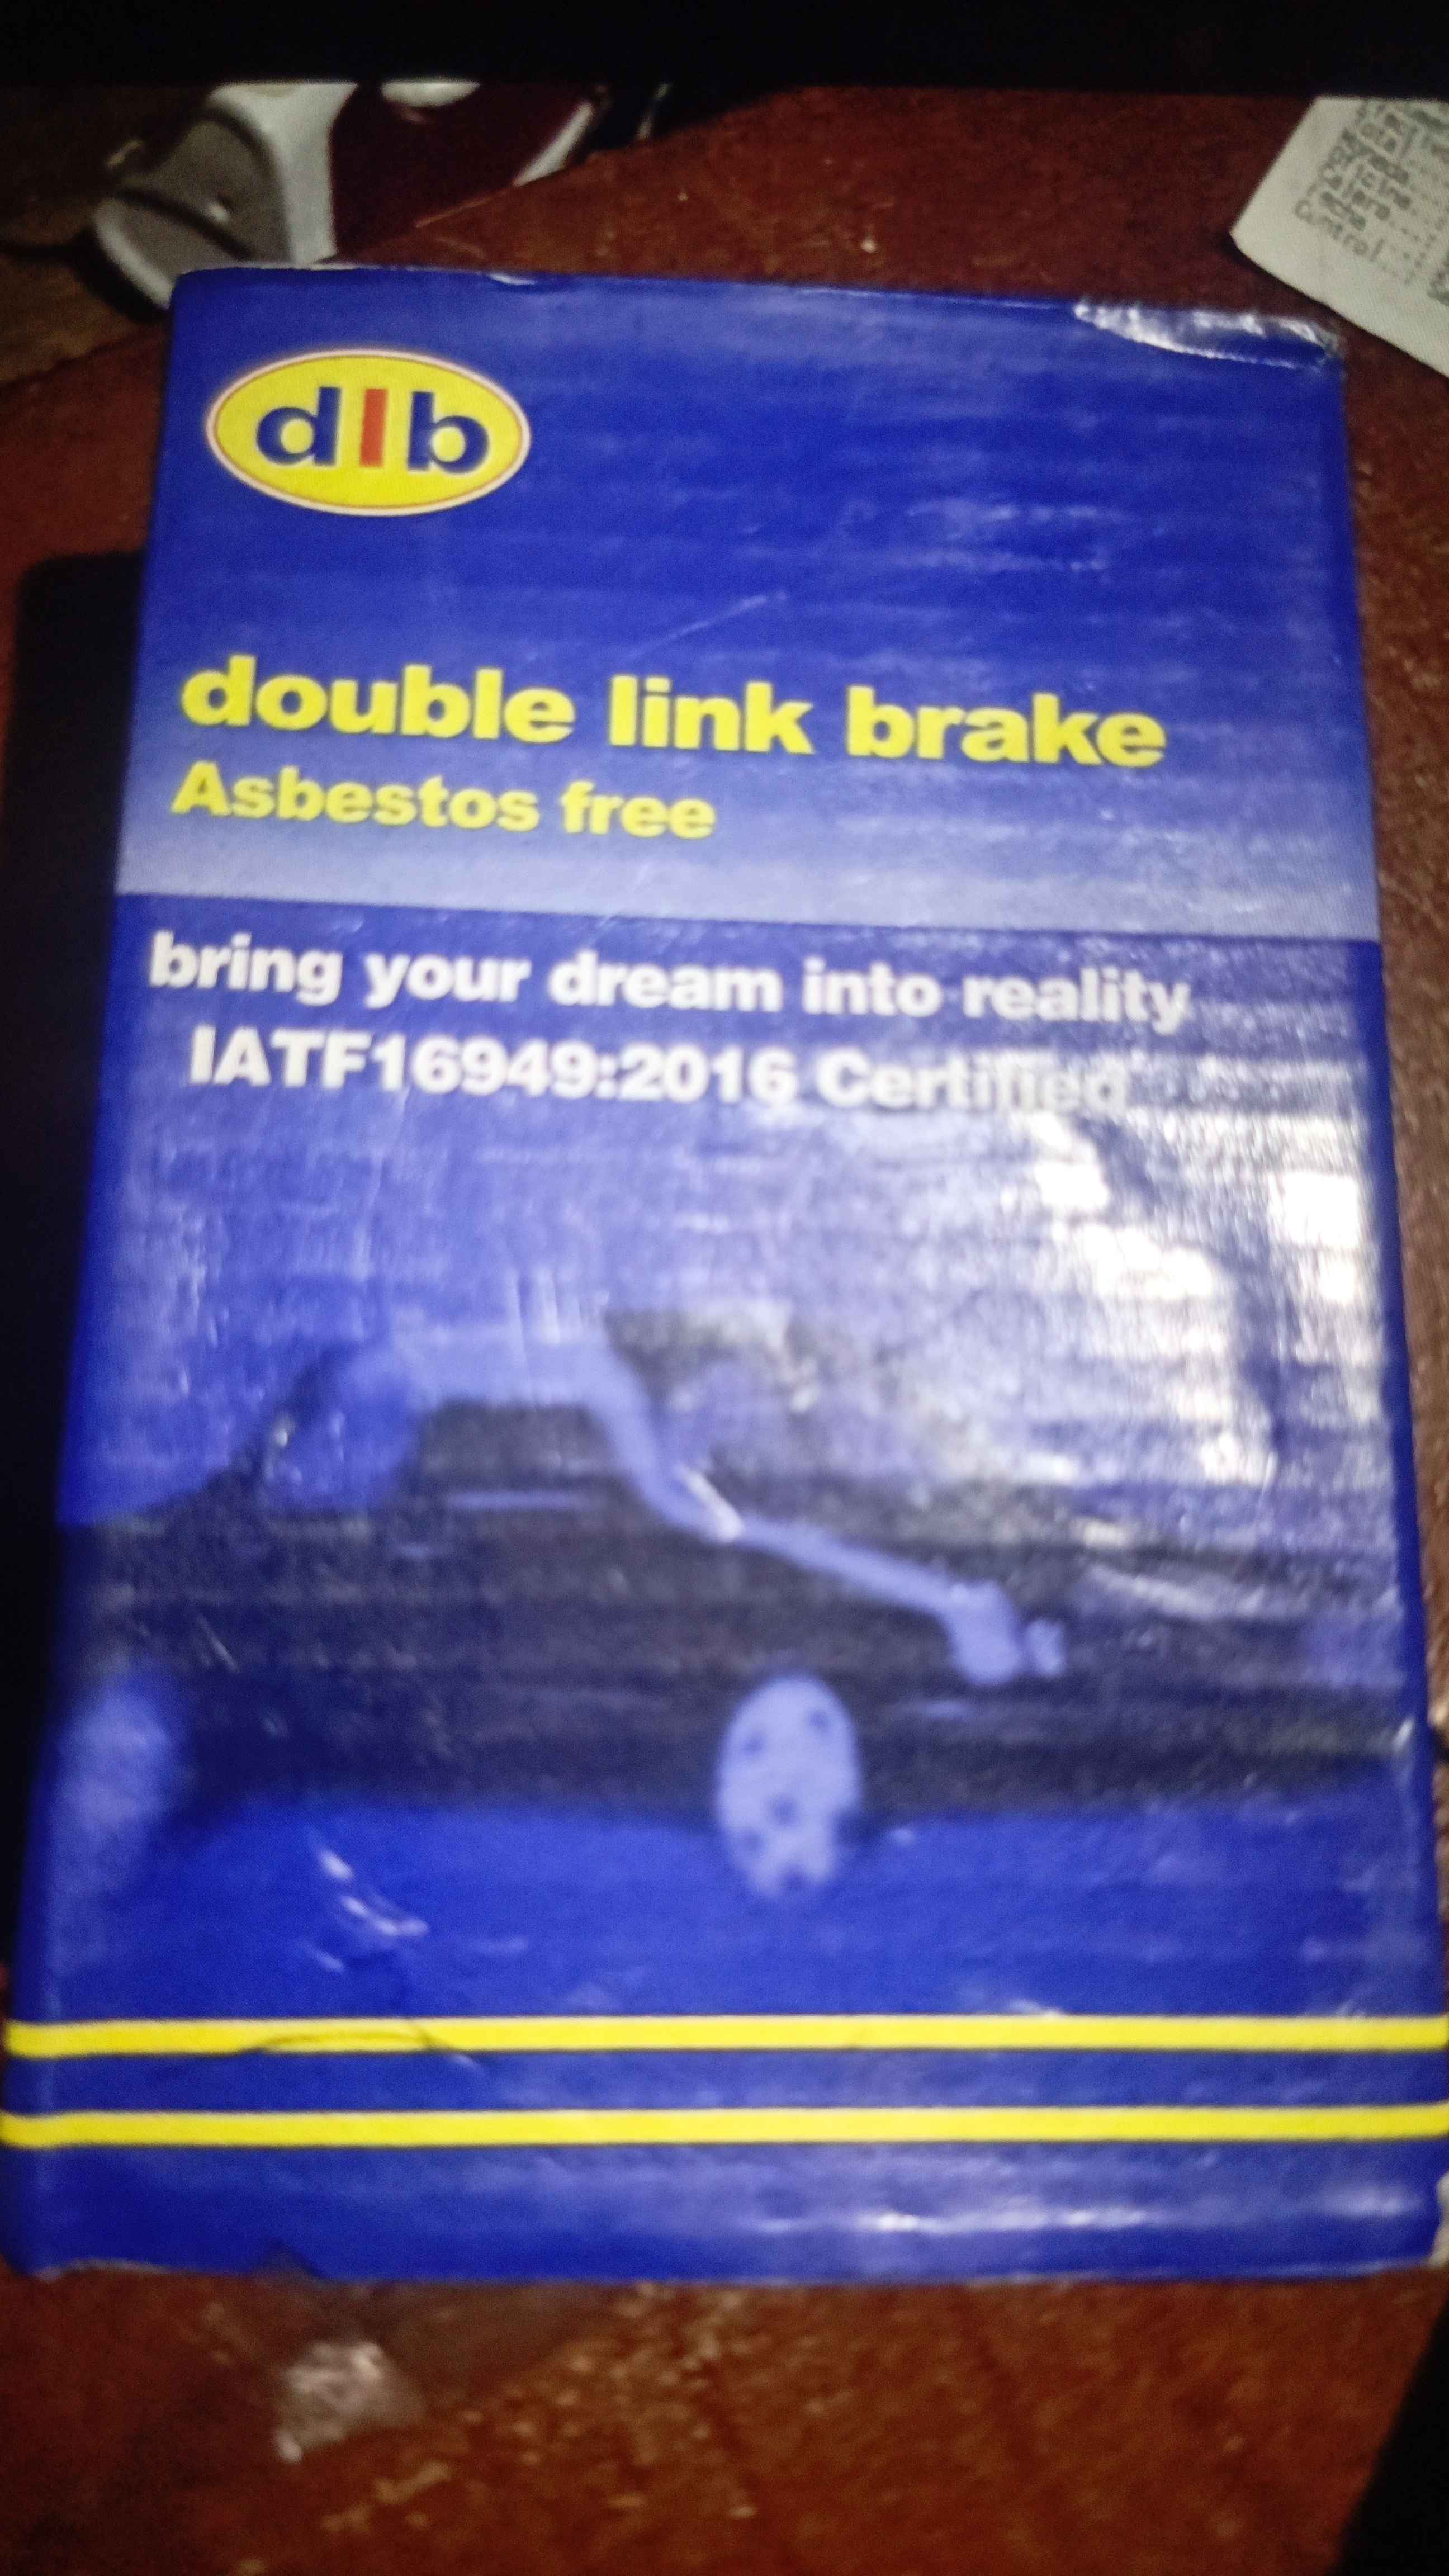 dlb
double link brake
Asbestos free
bring your dream into reality
IATF16949:2016 Certified